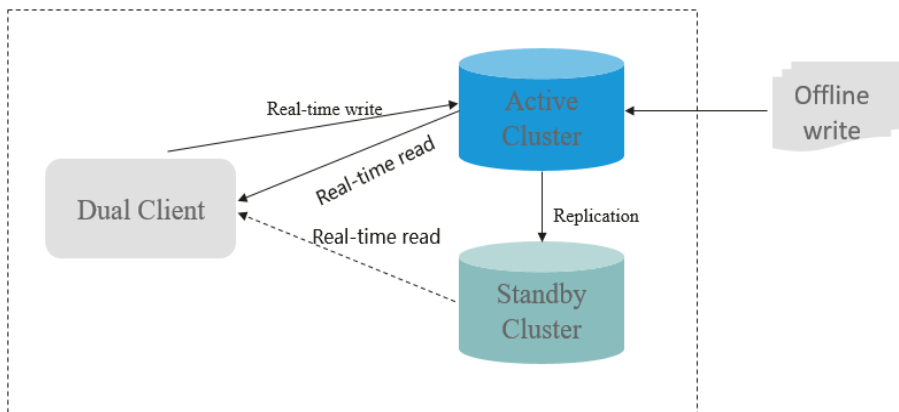 Real-time write
Active
Cluster
Offline
write
Real-time read
Dual Client
Replication
Real-time read
Standby
Cluster